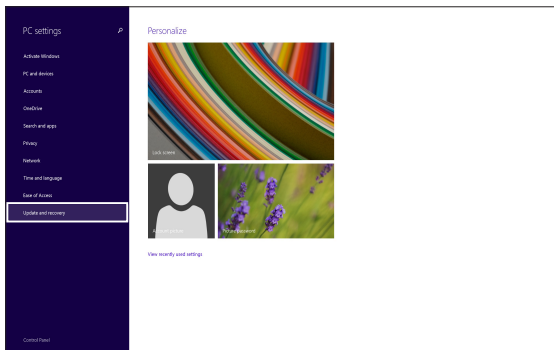 PC settings
Activate Windows
PC and devices
Accounts
OneDrive
Search and apps
Privacy
Network
Time and language
Ease of Access
Update and recovery
Control Panel
Personalize
Lock screen
Account picture
Picture password
View recently used settings